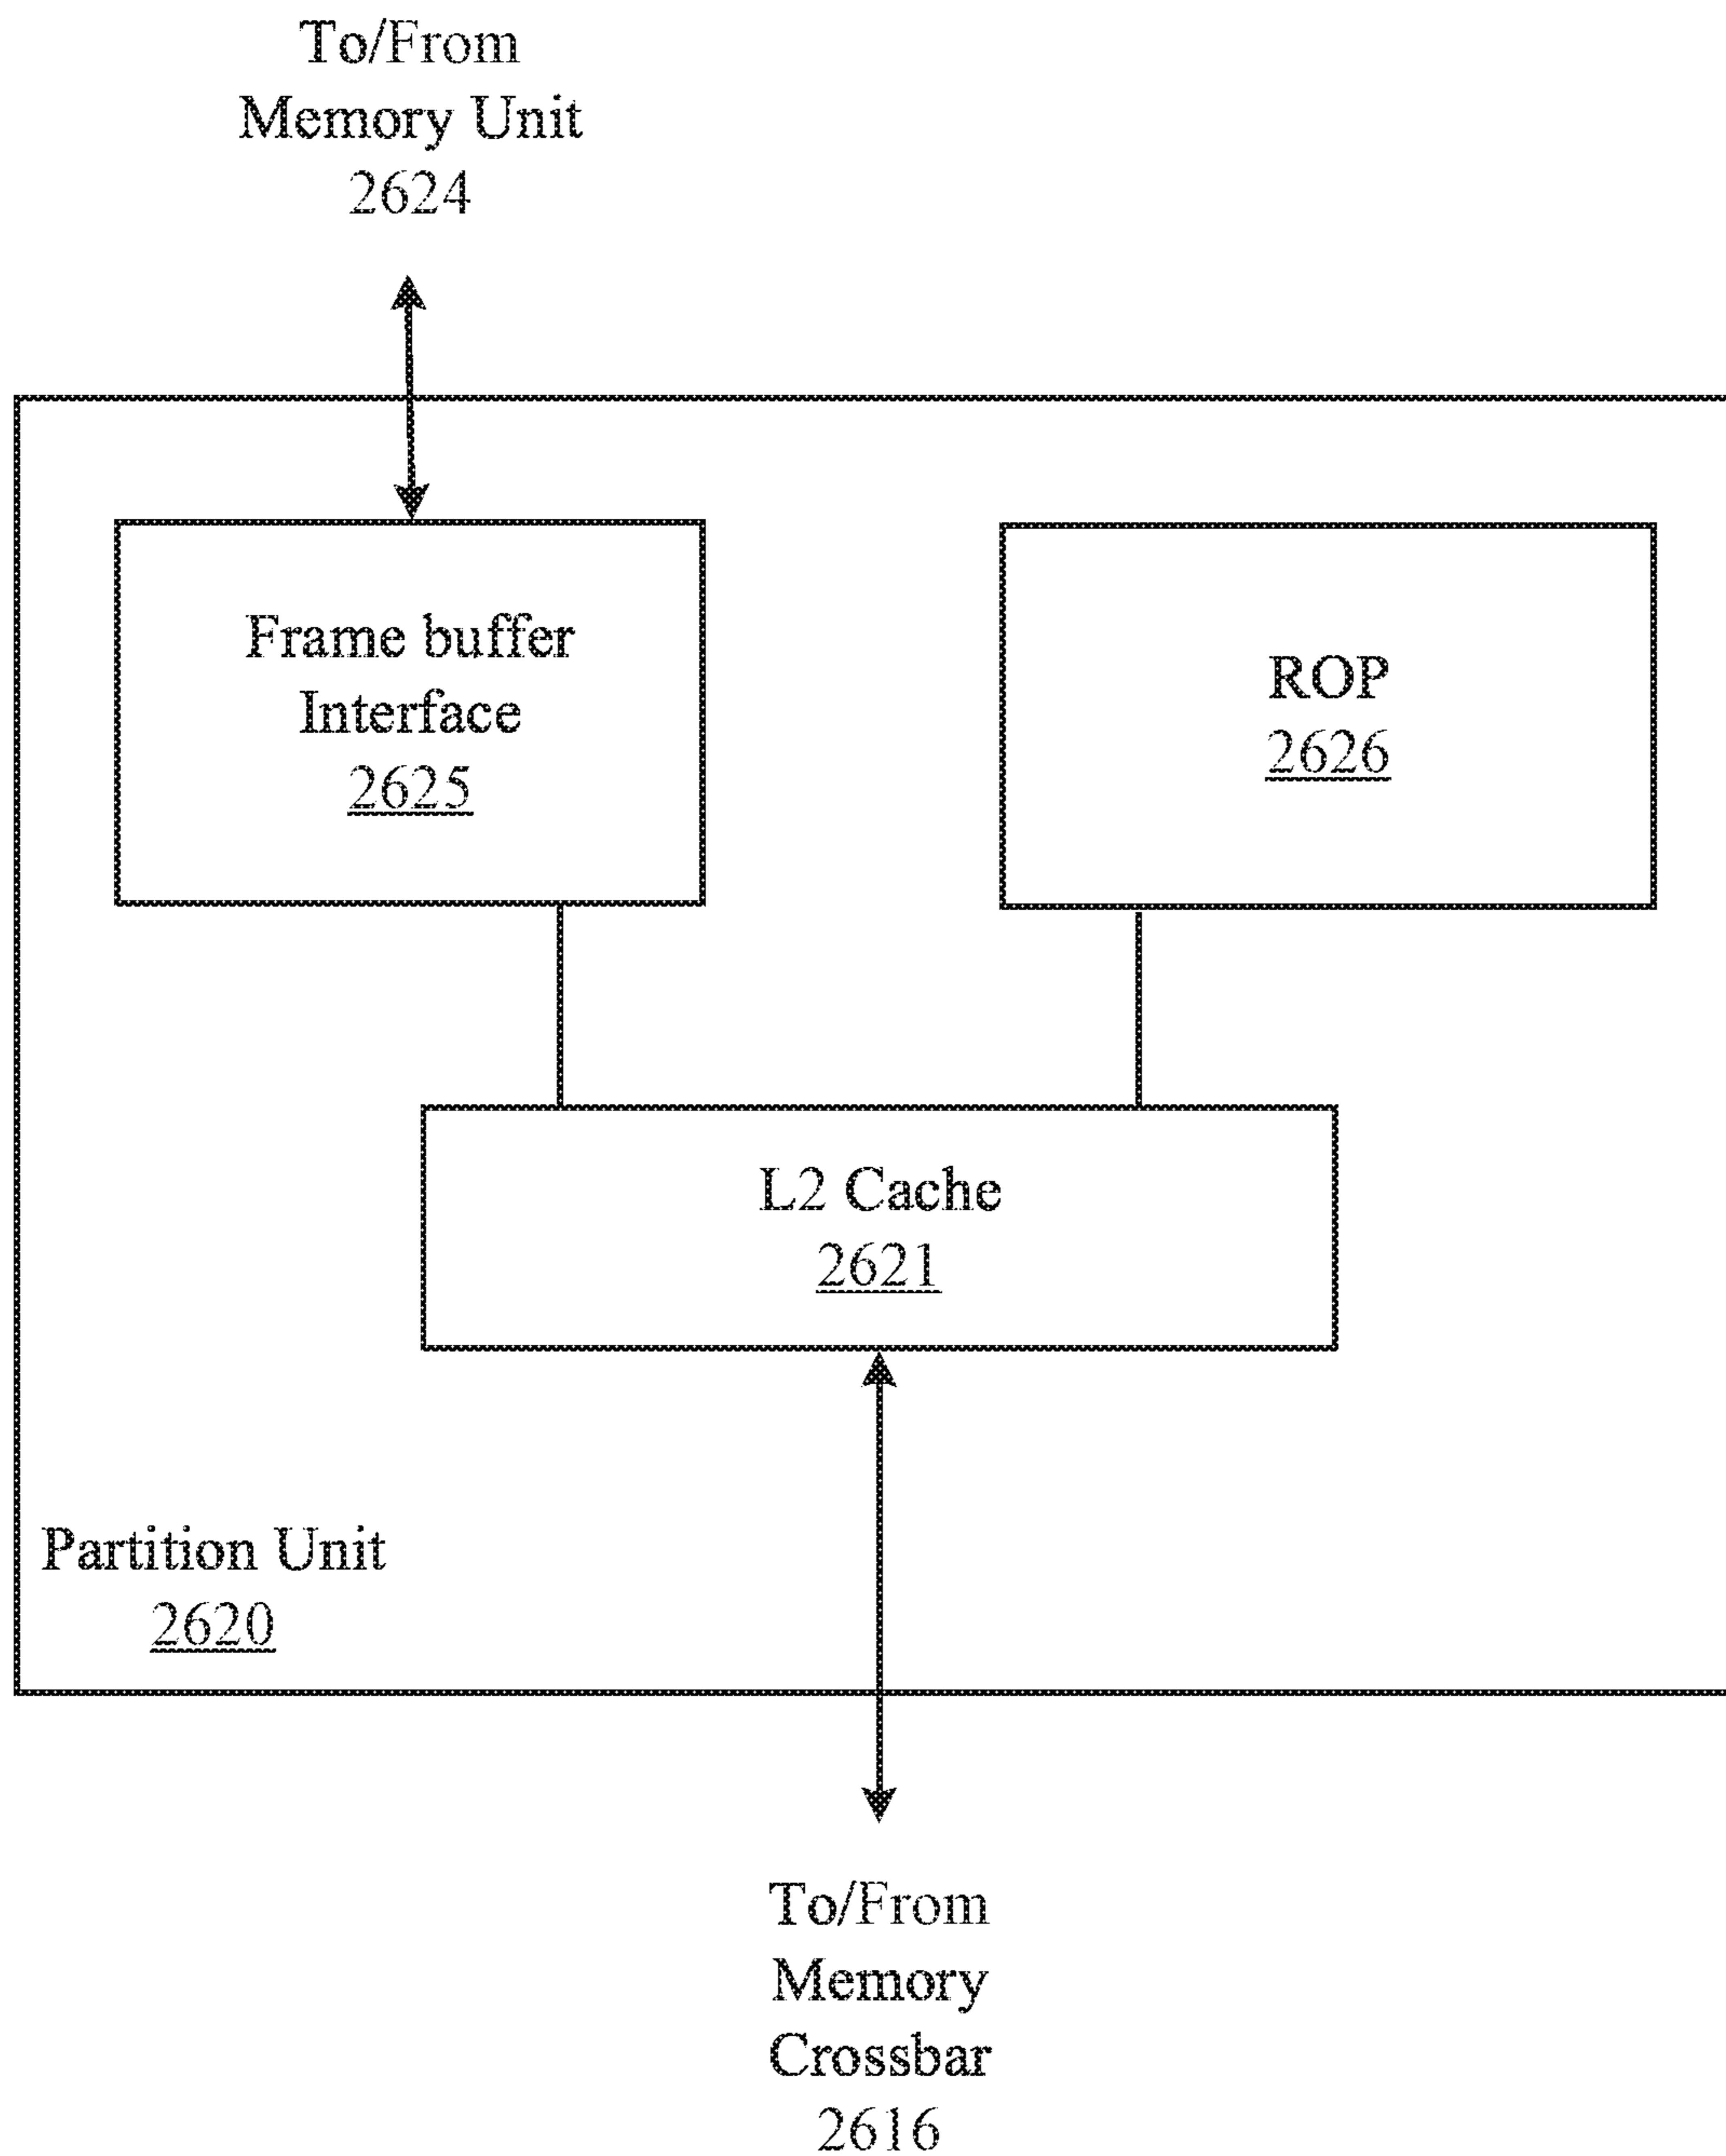 To/From
Memory Unit
2624
Frame buffer
Interface
2625
ROP
2626
L2 Cache
2621
Partition Unit
2620
To/From
Memory
Crossbar
2616